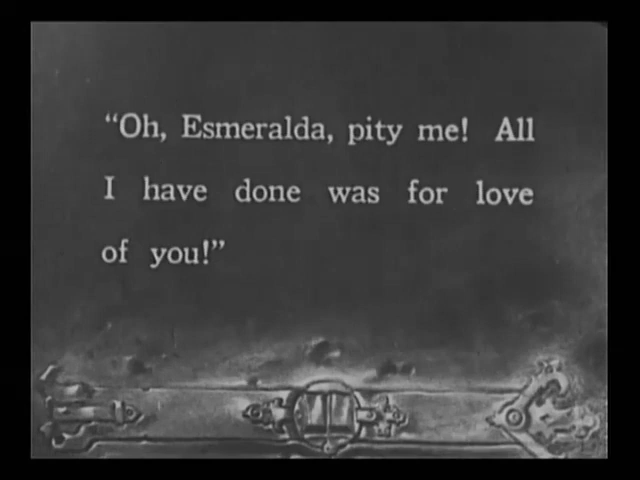 “Oh, Esmeralda, pity me! All
I have done was for love
of you!”